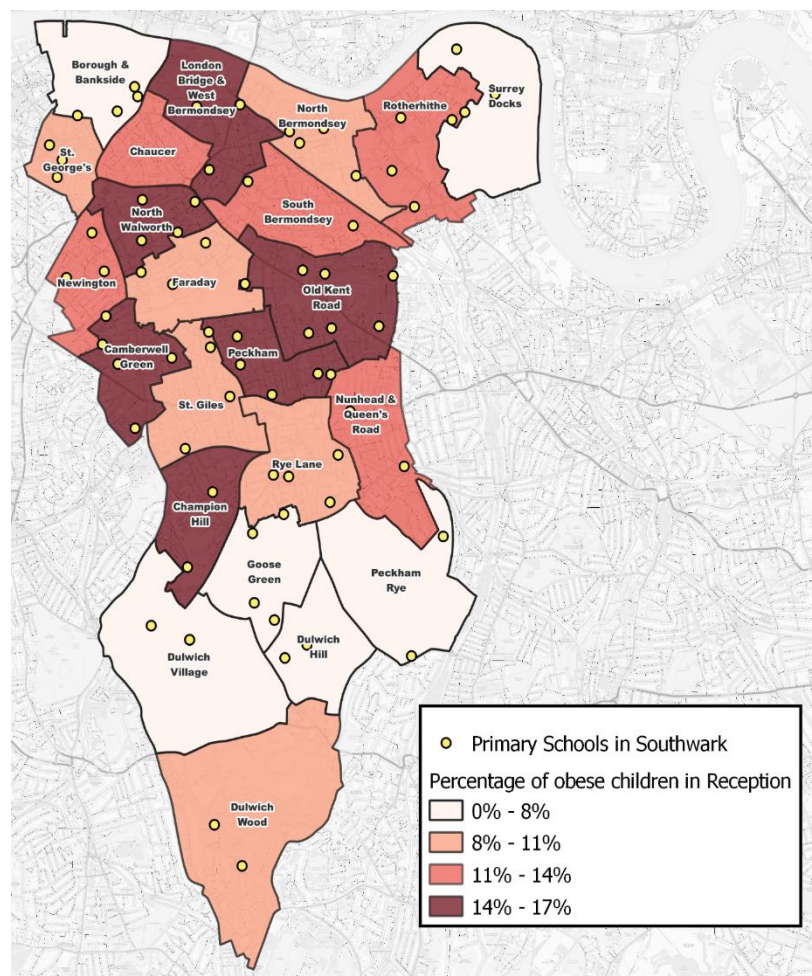 Borough &
Bankside
London
Bridge &
West
Bermondsey
North
Bermondsey
Rotherhithe
Surrey
Docks
Chaucer
St.
George's
South
Bermondsey
North
Walworth
Newington
Faraday
Old Kent
Road
Camberwell
Green
Peckham
St. Giles
Nunhead &
Queen's
Road
Rye Lane
Champion
Hill
Goose
Green
Peckham
Rye
Dulwich
Village
Dulwich
Hill
Dulwich
Wood
Primary Schools in Southwark
Percentage of obese children in Reception
0% - 8%
8% - 11%
11% - 14%
14% - 17%